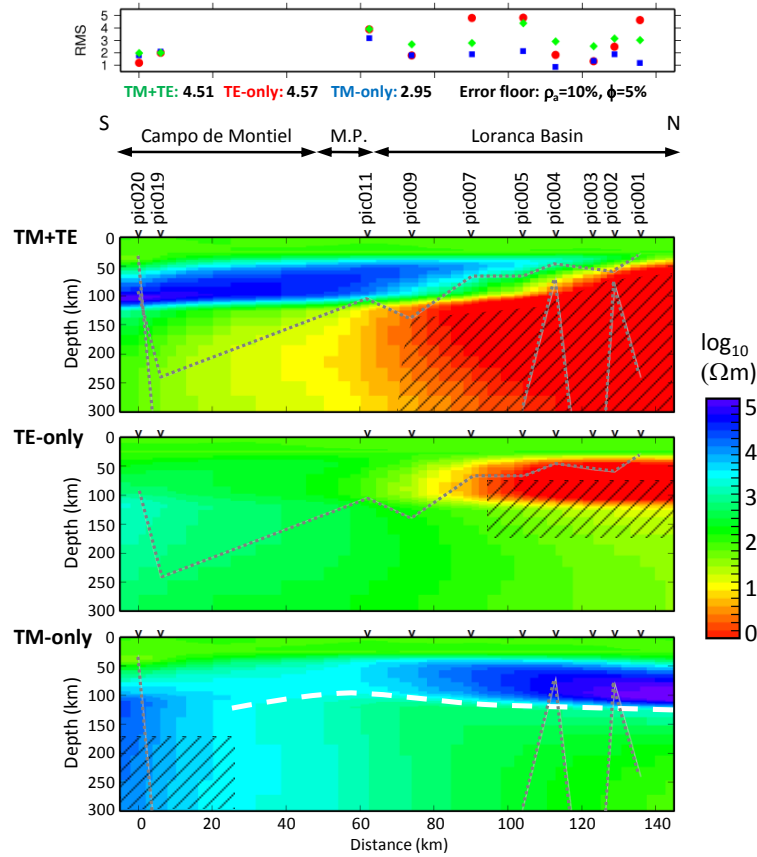 5
4
3
2
1
RMS
TM+TE: 4.51 TE-only: 4.57 TM-only: 2.95 Error floor: ρa=10%, ϕ=5%
S N
Campo de Montiel M.P. Loranca Basin
pic020 pic019 pic011 pic009 pic007 pic005 pic004 pic003 pic002 pic001
TM+TE
0
50
100
150
200
250
300
Depth (km)
TE-only
0
50
100
150
200
250
300
Depth (km)
TM-only
0
50
100
150
200
250
300
Depth (km)
0 20 40 60 80 100 120 140
Distance (km)
log10
(Ωm)
5
4
3
2
1
0